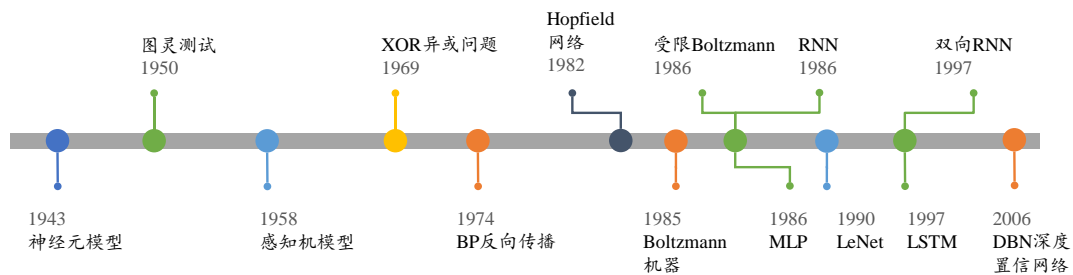 图灵测试
1950
XOR异或问题
1969
Hopfield
网络
1982
受限Boltzmann
1986
RNN
1986
双向RNN
1997
1943
神经元模型
1958
感知机模型
1974
BP反向传播
1985
Boltzmann
机器
1986
MLP
1990
LeNet
1997
LSTM
2006
DBN深度
置信网络